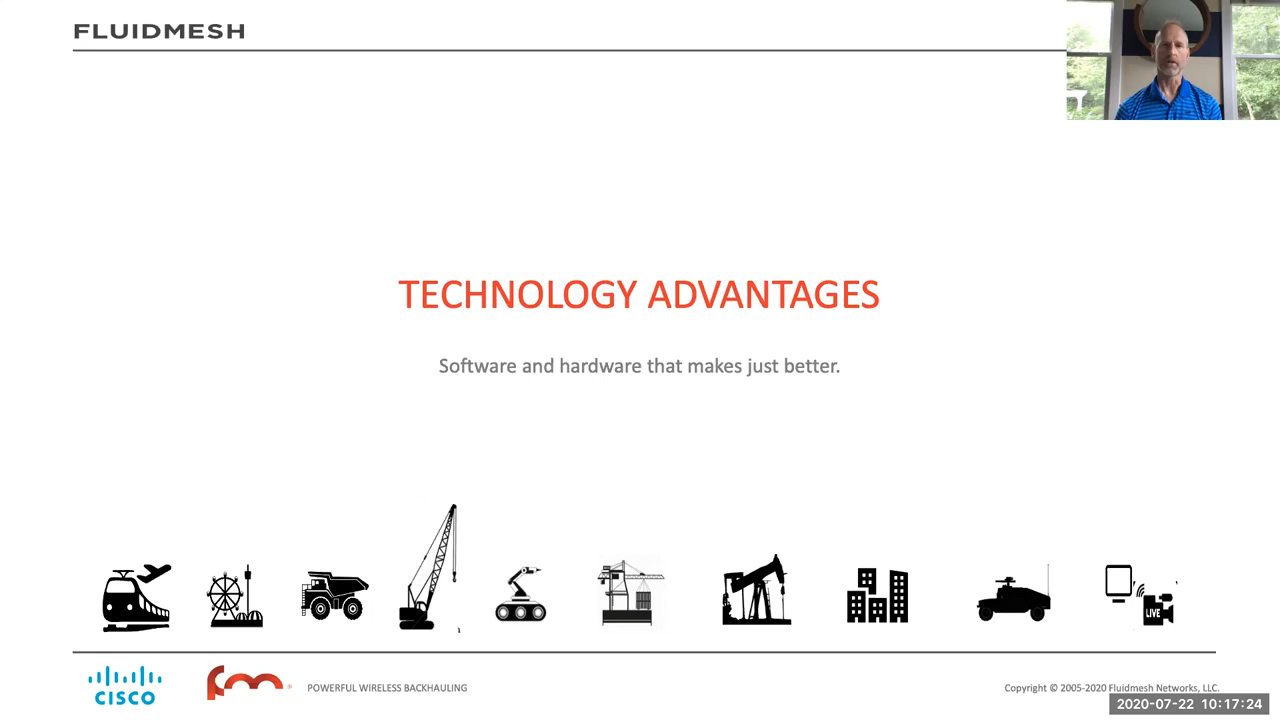 FLUIDMESH
TECHNOLOGY ADVANTAGES
Software and hardware that makes just better.
LIVE
CISCO
fm
POWERFUL WIRELESS BACKHAULING
Copyright © 2005-2020 Fluidmesh Networks, LLC.
2020-07-22 10:17:24